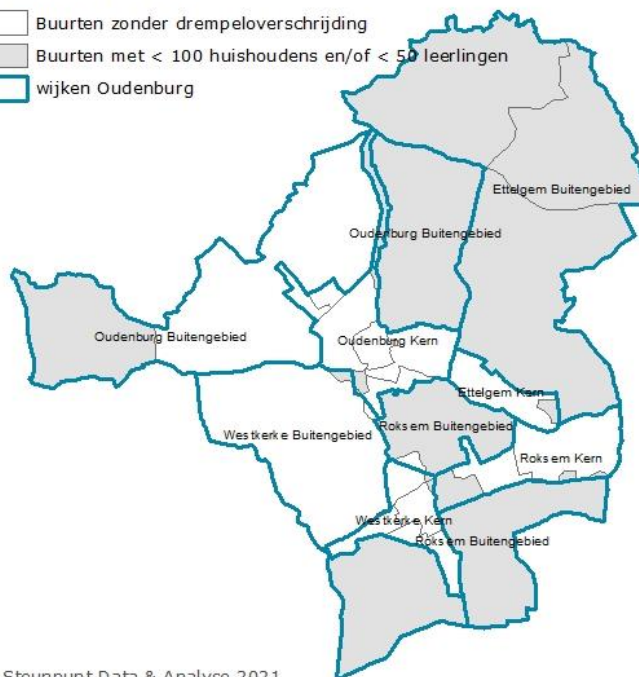 Buurten zonder drempeloverschrijding
Buurten met < 100 huishoudens en/of < 50 leerlingen
wijken Oudenburg
Ettelgem Buitengebied
Oudenburg Buitengebied
Oudenburg Buitengebied
Oudenburg Kern
Ettelgem Kern
Roksem Buitengebied
Westkerke Buitengebied
Roksem Kern
Westkerke Kern
Roksem Buitengebied
Steunpunt Data & Analyse 2021